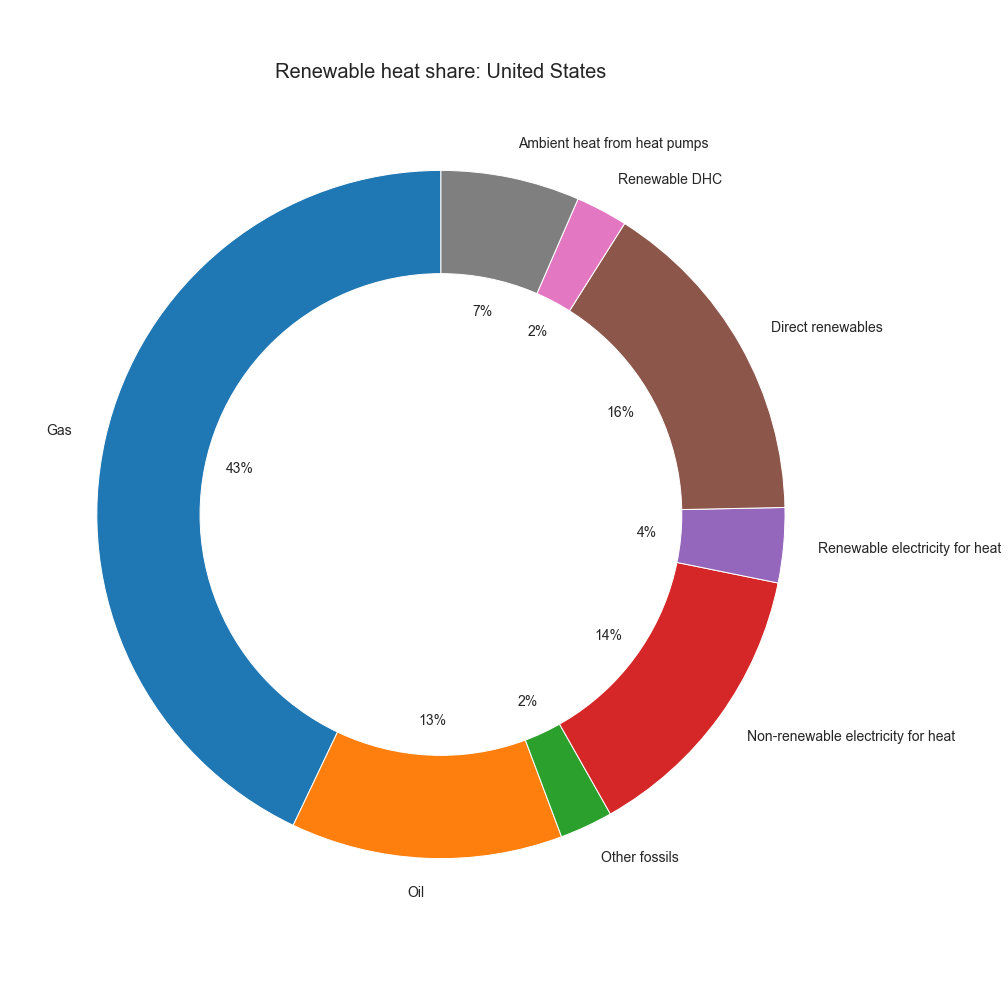 Renewable heat share: United States
Ambient heat from heat pumps
Renewable DHC
7%
2%
Direct renewables
16%
Gas
43%
4%
Renewable electricity for heat
14%
2%
13%
Non-renewable electricity for heat
Other fossils
Oil